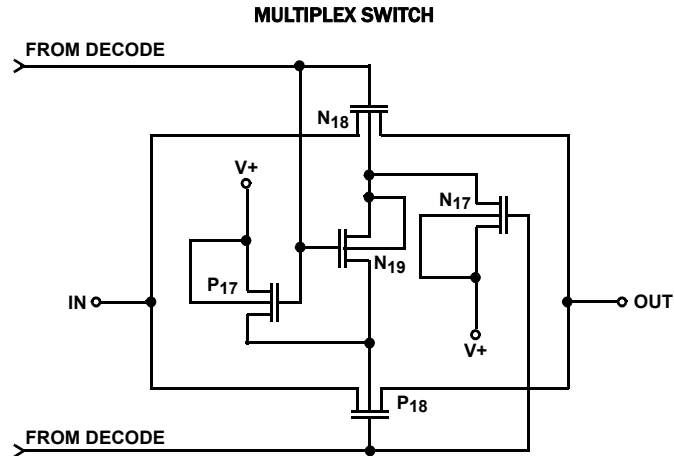 MULTIPLEX SWITCH
FROM DECODE
N18
V+
N17
N19
P17
IN
OUT
V+
P18
FROM DECODE